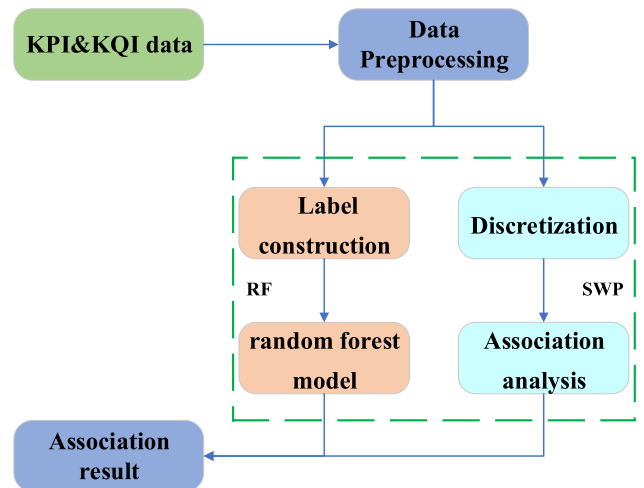 KPI&KQI data
Data
Preprocessing
Label
construction
Discretization
RF
SWP
random forest
model
Association
analysis
Association
result